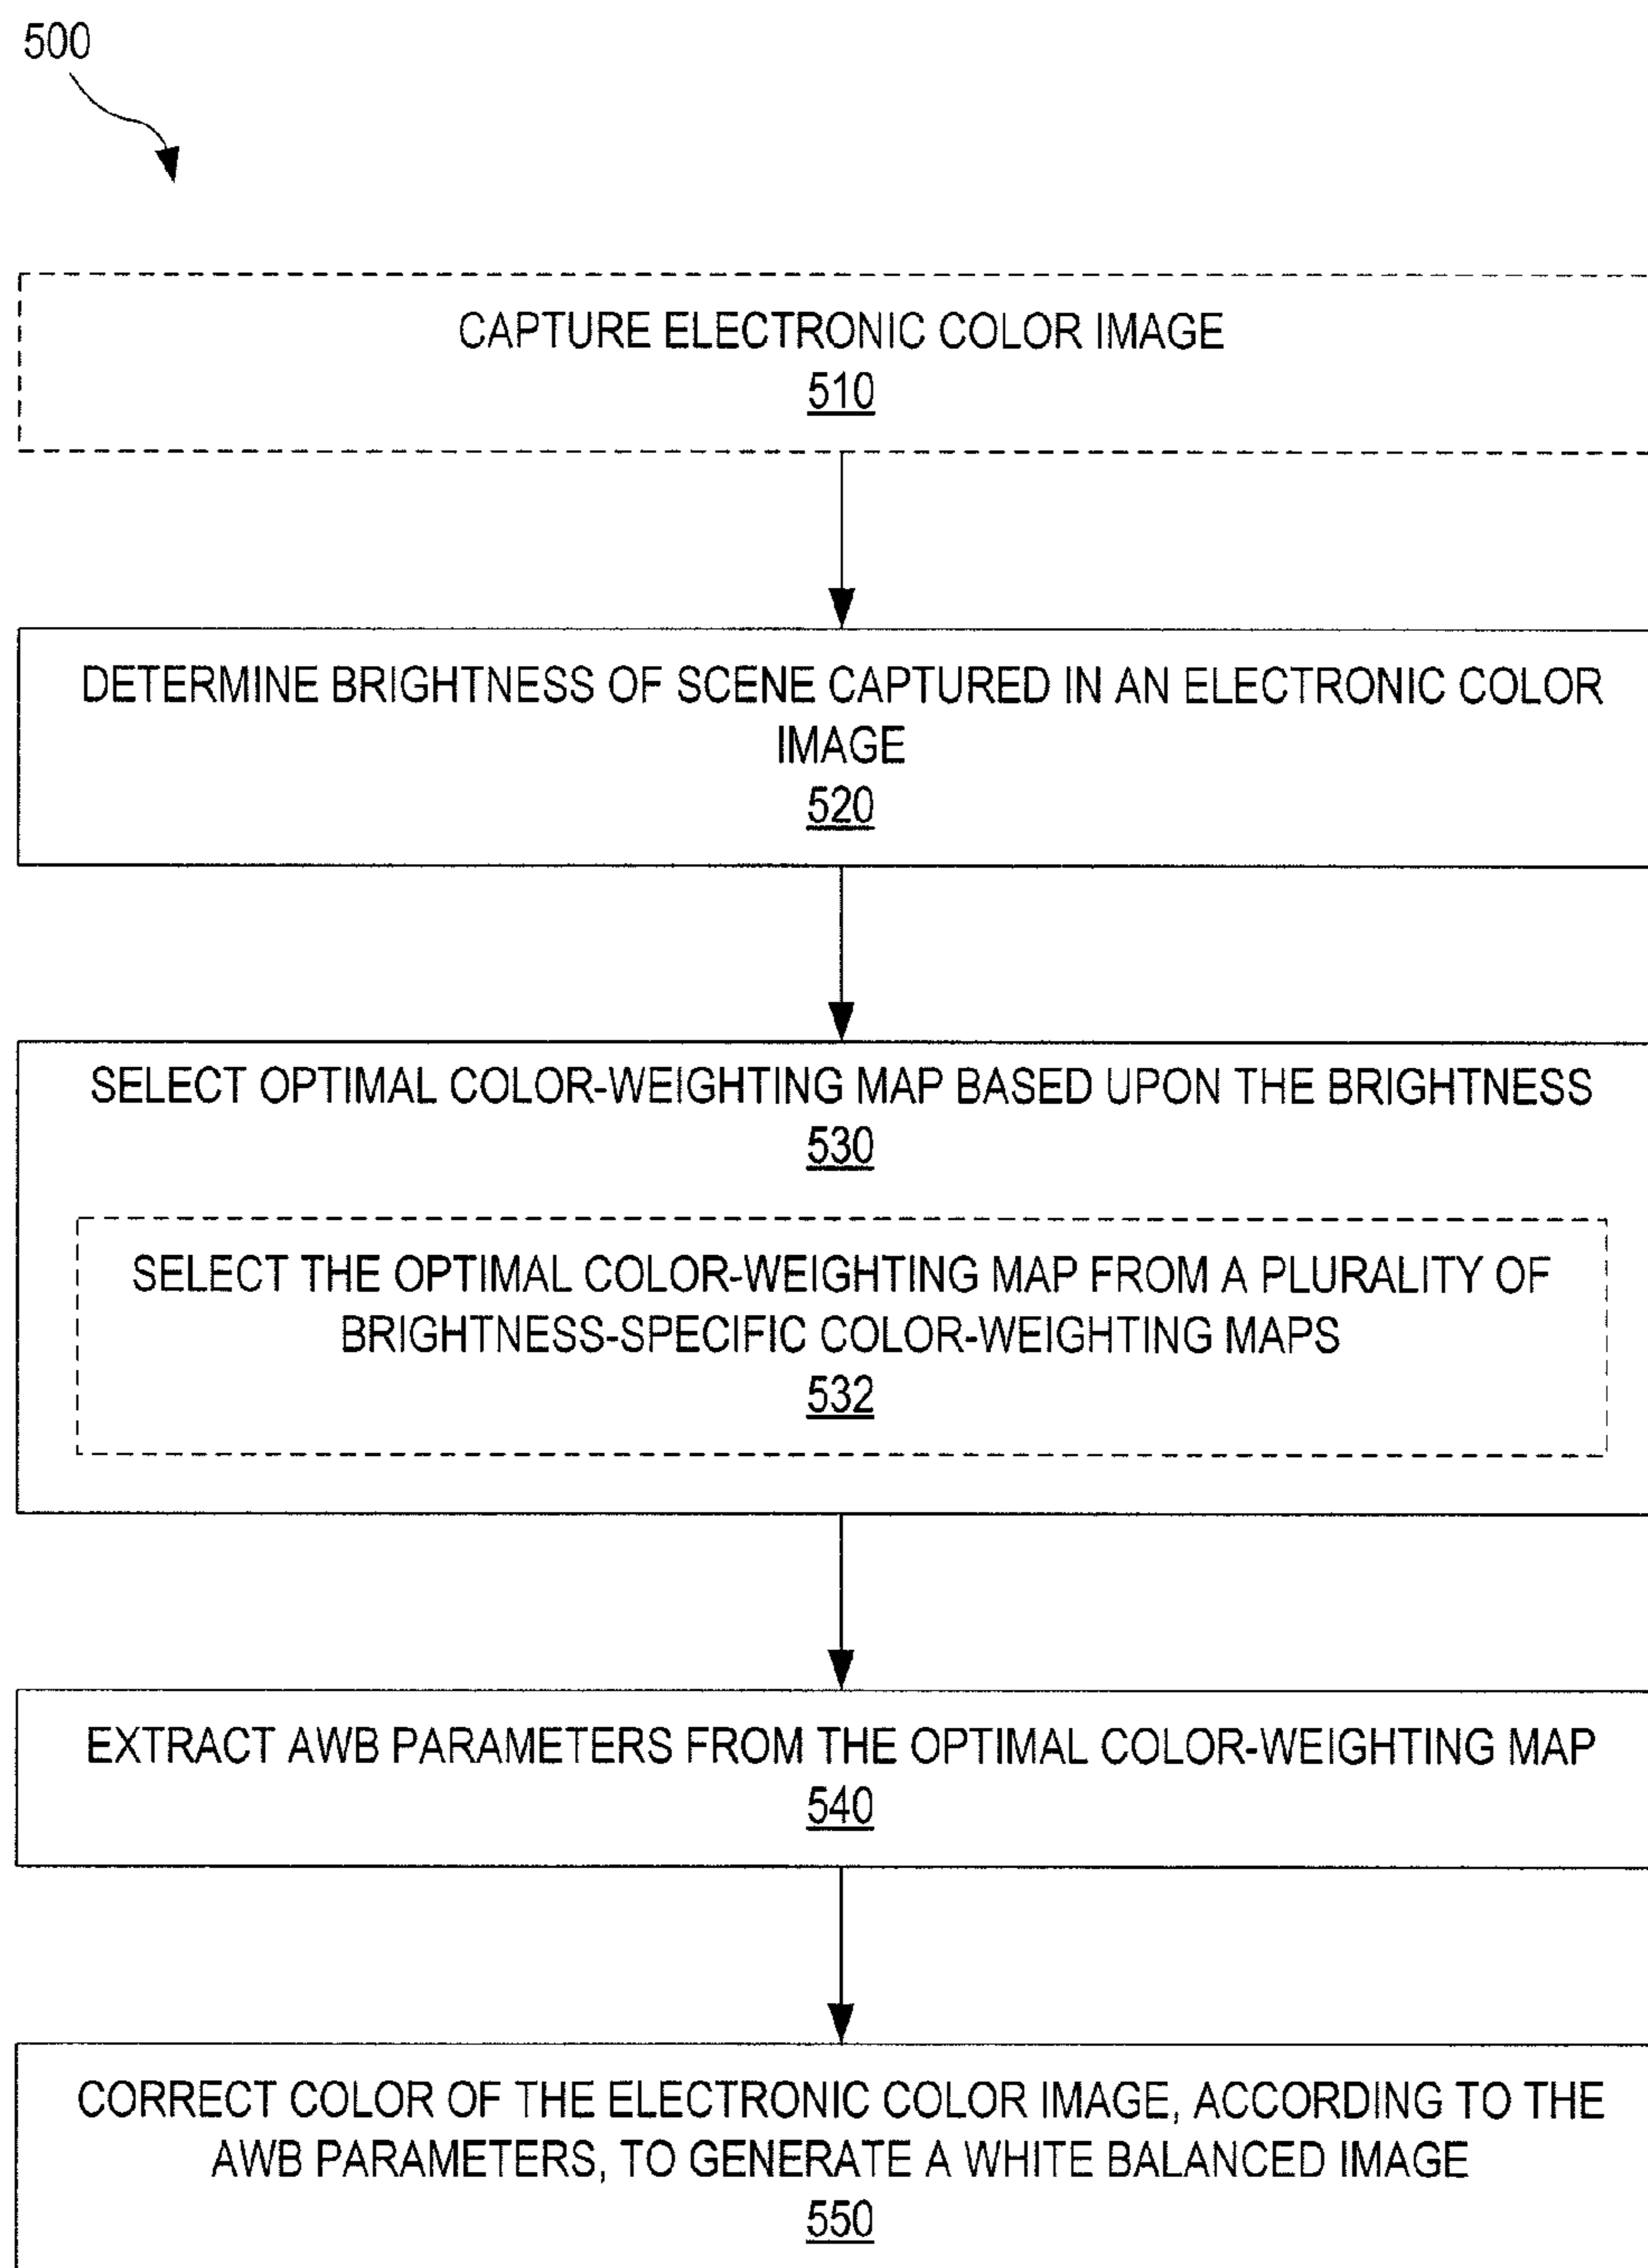 500
CAPTURE ELECTRONIC COLOR IMAGE
510
DETERMINE BRIGHTNESS OF SCENE CAPTURED IN AN ELECTRONIC COLOR
IMAGE
520
SELECT OPTIMAL COLOR-WEIGHTING MAP BASED UPON THE BRIGHTNESS
530
SELECT THE OPTIMAL COLOR-WEIGHTING MAP FROM A PLURALITY OF
BRIGHTNESS-SPECIFIC COLOR-WEIGHTING MAPS
532
EXTRACT AWB PARAMETERS FROM THE OPTIMAL COLOR-WEIGHTING MAP
540
CORRECT COLOR OF THE ELECTRONIC COLOR IMAGE, ACCORDING TO THE
AWB PARAMETERS, TO GENERATE A WHITE BALANCED IMAGE
550